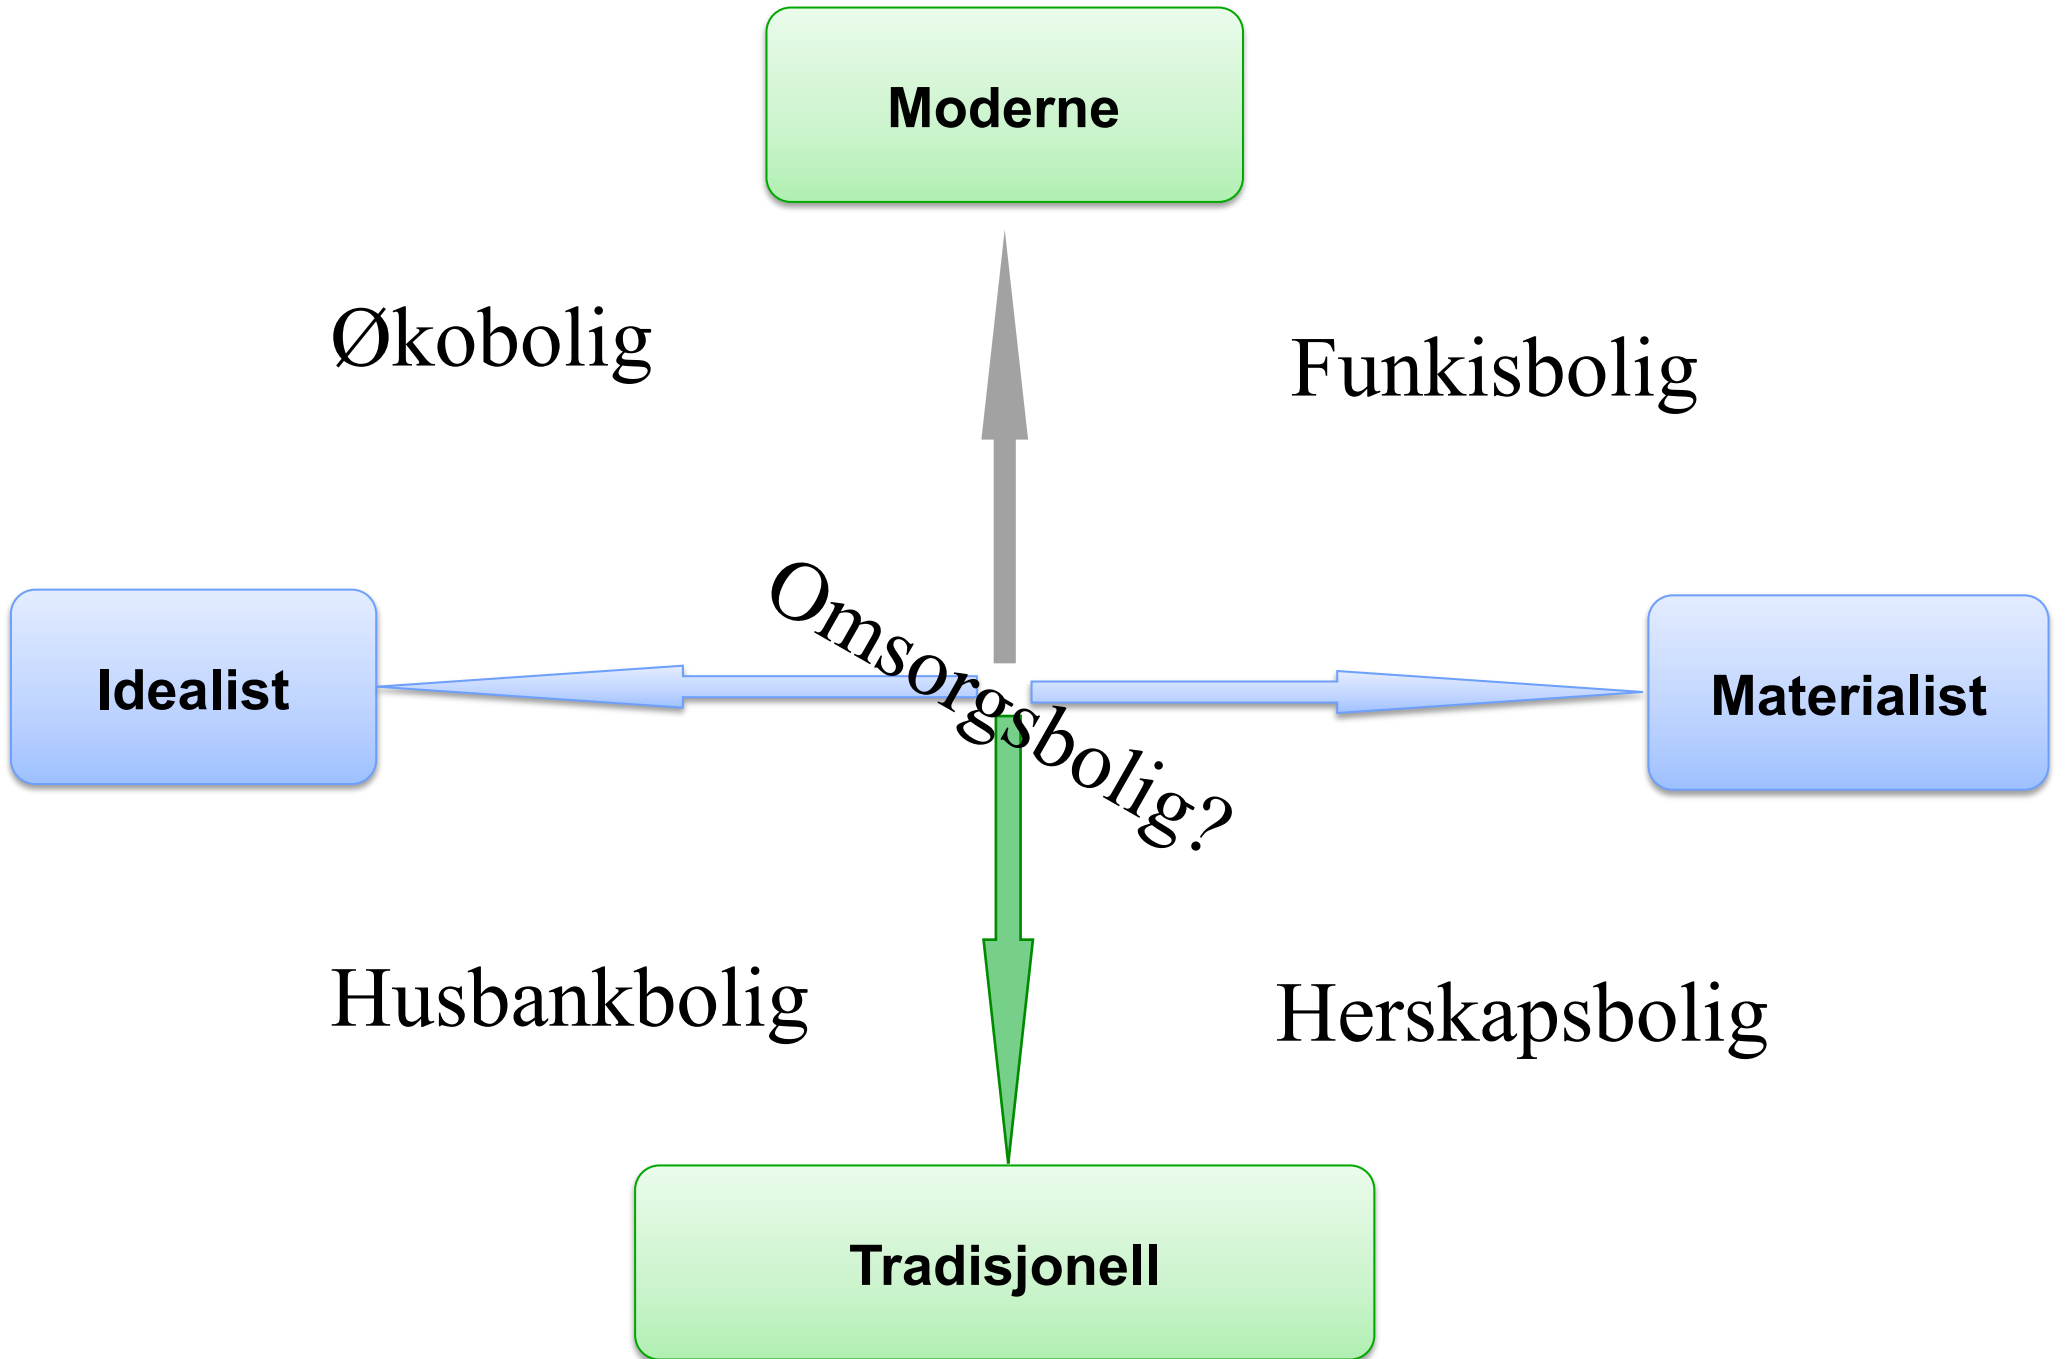 Moderne
Økobolig
Funkisbolig
Omsorgsbolig?
Idealist
Materialist
Husbankbolig
Herskapsbolig
Tradisjonell